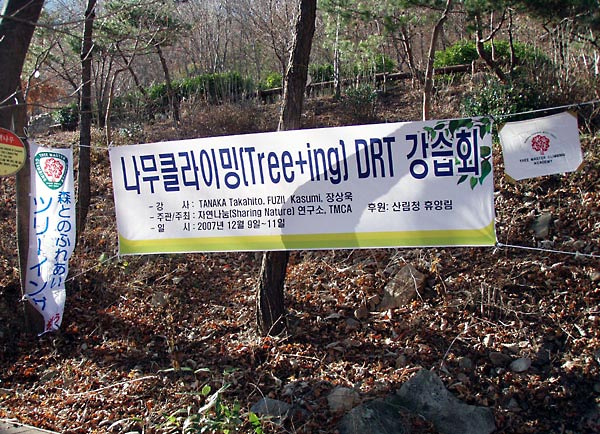 나무클라이밍(Tree+ing) DRT 강습회
- 강 사 : TANAKA Takahito, FUZII Kasumi, 장상욱
- 주관/주최 : 자연나눔(Sharing Nature) 연구소, TMCA 후원: 산림청 휴양림
- 일 시 : 2007년 12월 9일~11일
森とのふれあい
ツリーイング
TREE MASTER CLIMBING
ACADEMY